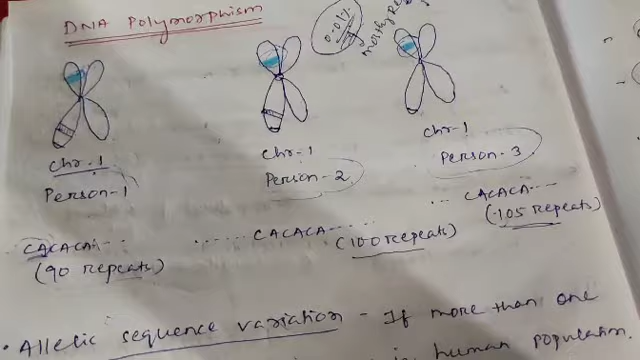 DNA Polymorphism
0.01%
Chr-1
Person-1
Chr-1
Person-2
Chr-1
Person-3
CACACA...
(90 repeats)
...... CACACA......
(100 repeats)
... CACACA....
(105 repeats)
• Allelic sequence variation - If more than one
in human population.